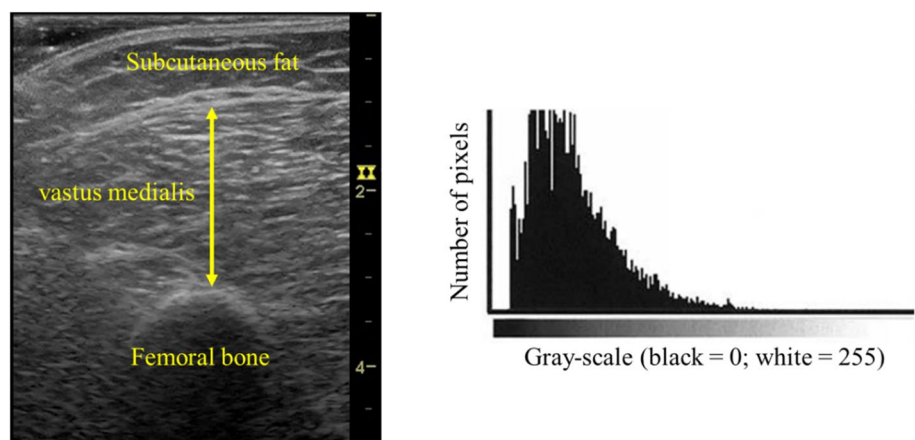 Subcutaneous fat
vastus medialis
2
Femoral bone
4
Number of pixels
Gray-scale (black = 0; white = 255)